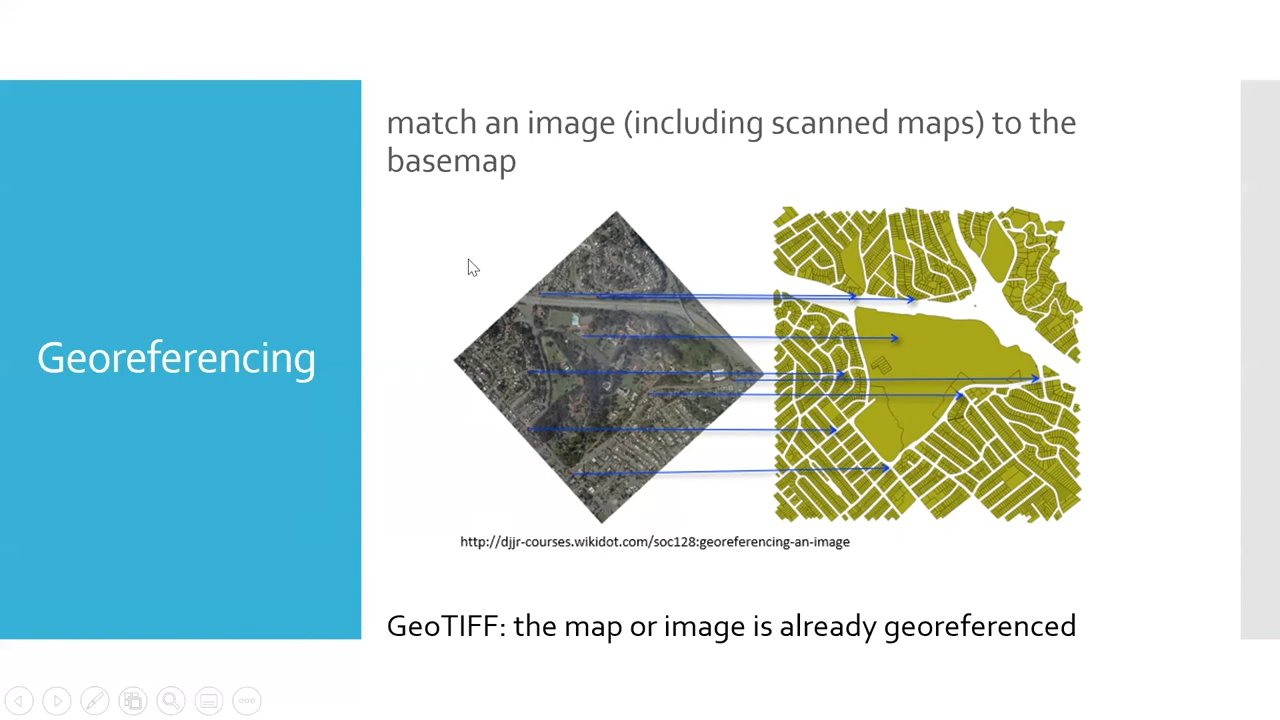 Georeferencing
match an image (including scanned maps) to the
basemap
http://djjr-courses.wikidot.com/soc128:georeferencing-an-image
GeoTIFF: the map or image is already georeferenced